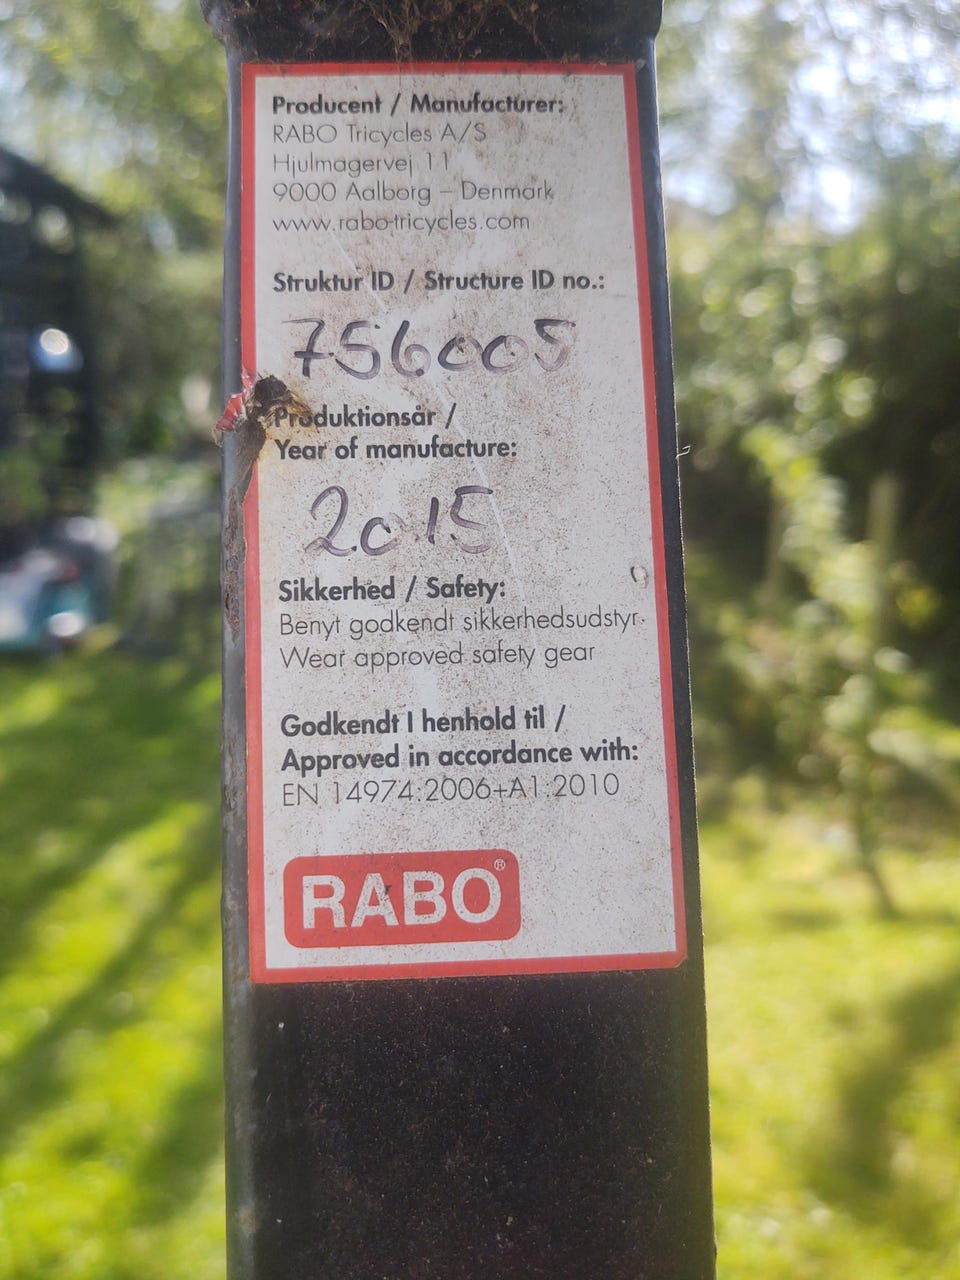 Producent / Manufacturer:
RABO Tricycles A/S
Hjulmagervej 11
9000 Aalborg – Denmark
www.rabo-tricycles.com
Struktur ID / Structure ID no.:
756005
Produktionsår /
Year of manufacture:
2015
Sikkerhed / Safety:
Benyt godkendt sikkerhedsudstyr.
Wear approved safety gear
Godkendt I henhold til /
Approved in accordance with:
EN 14974:2006+A1:2010
RABO®